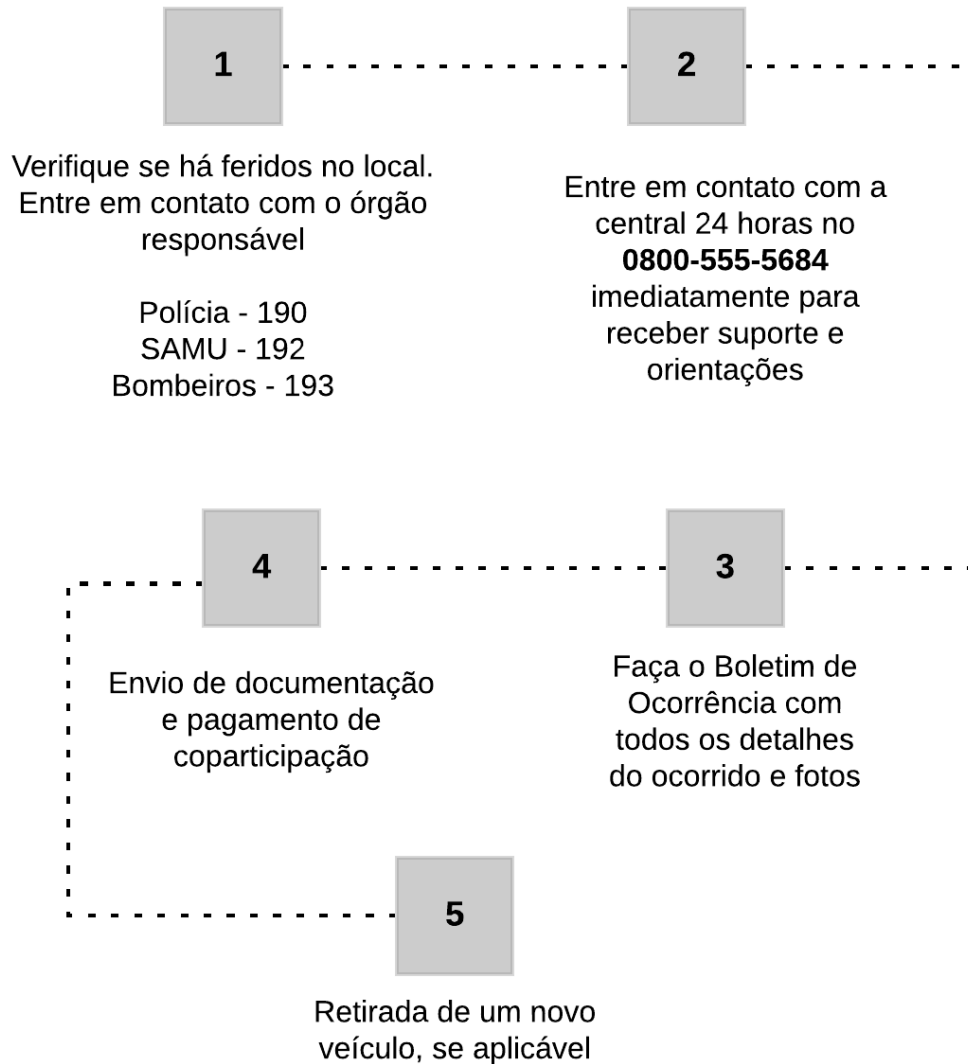 1
Verifique se há feridos no local.
Entre em contato com o órgão
responsável
Polícia - 190
SAMU - 192
Bombeiros - 193
2
Entre em contato com a
central 24 horas no
0800-555-5684
imediatamente para
receber suporte e
orientações
3
Faça o Boletim de
Ocorrência com
todos os detalhes
do ocorrido e fotos
4
Envio de documentação
e pagamento de
coparticipação
5
Retirada de um novo
veículo, se aplicável